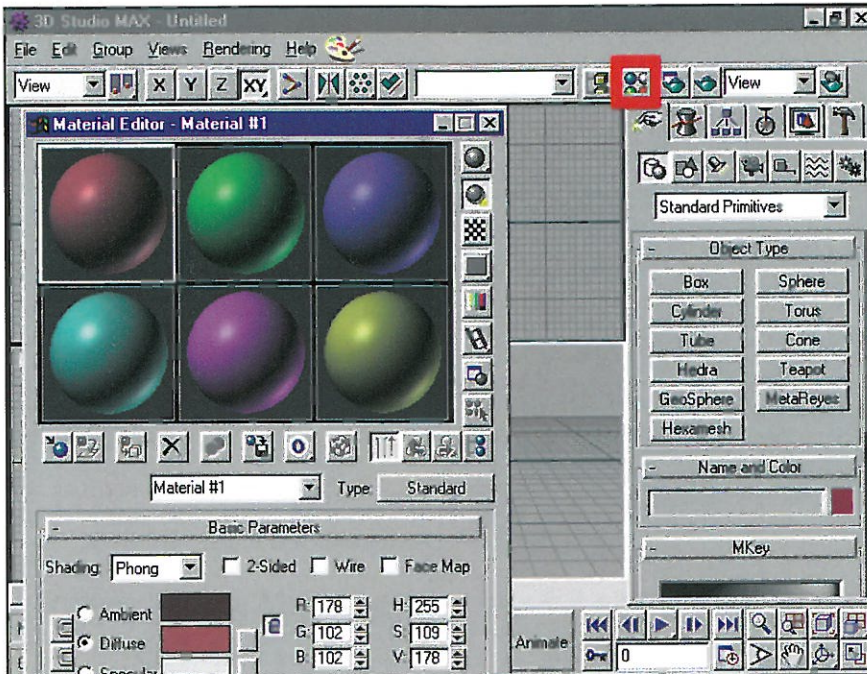 3D Studio MAX - Untitled
File Edit Group Views Rendering Help
View X Y Z XY View
Material Editor - Material #1
Standard Primitives
Object Type
Box Sphere
Cylinder Torus
Tube Cone
Hedra Teapot
GeoSphere MetaReyes
Hexamesh
Name and Color
MKey
Material #1 Type: Standard
Basic Parameters
Shading: Phong 2-Sided Wire Face Map
Ambient R: 178 H: 255
Diffuse G: 102 S: 109
Specular B: 102 V: 178
Animate 0